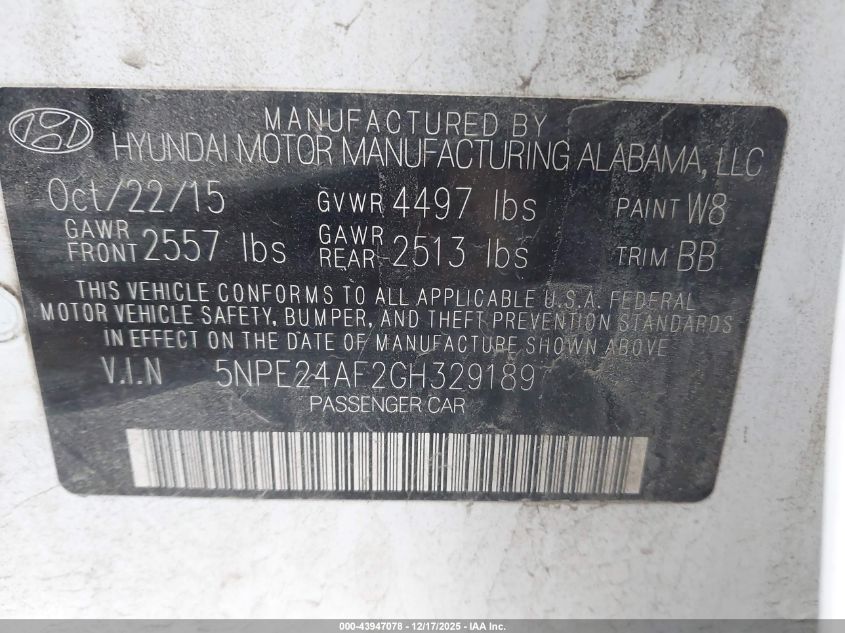 MANUFACTURED BY
HYUNDAI MOTOR MANUFACTURING ALABAMA, LLC
Oct/22/15 GVWR 4497 lbs PAINT W8
GAWR FRONT 2557 lbs GAWR REAR 2513 lbs TRIM BB
THIS VEHICLE CONFORMS TO ALL APPLICABLE U.S.A. FEDERAL
MOTOR VEHICLE SAFETY, BUMPER, AND THEFT PREVENTION STANDARDS
IN EFFECT ON THE DATE OF MANUFACTURE SHOWN ABOVE.
V.I.N 5NPE24AF2GH329189
PASSENGER CAR
000-43947078 - 12/17/2025 - IAA Inc.